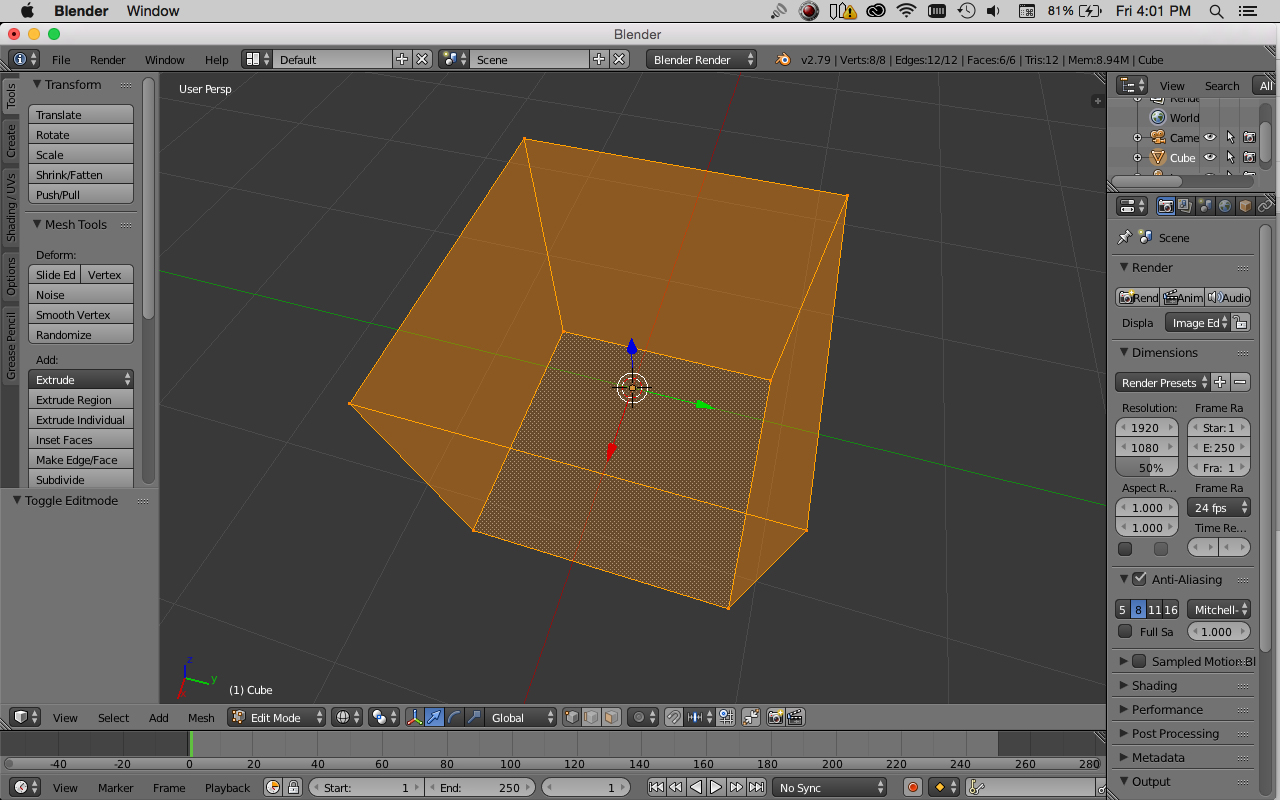 Blender Window 81% Fri 4:01 PM
Blender
File Render Window Help Default Scene Blender Render v2.79 | Verts:8/8 | Edges:12/12 | Faces:6/6 | Tris:12 | Mem:8.94M | Cube
Tools
Create
Shading / UVs
Options
Grease Pencil
Transform
Translate
Rotate
Scale
Shrink/Fatten
Push/Pull
Mesh Tools
Deform:
Slide Ed Vertex
Noise
Smooth Vertex
Randomize
Add:
Extrude
Extrude Region
Extrude Individual
Inset Faces
Make Edge/Face
Subdivide
Toggle Editmode
User Persp
z
y
(1) Cube
View Select Add Mesh Edit Mode Global
-40 -20 0 20 40 60 80 100 120 140 160 180 200 220 240 260 280
View Marker Frame Playback Start: 1 End: 250 1 No Sync
View Search All
World
Came
Cube
Scene
Render
Rend Anim Audio
Displa Image Ed
Dimensions
Render Presets
Resolution: Frame Ra
1920 Star: 1
1080 E: 250
50% Fra: 1
Aspect R... Frame Ra
1.000 24 fps
1.000 Time Re...
Anti-Aliasing
5 8 11 16 Mitchell-
Full Sa 1.000
Sampled Motion Bl
Shading
Performance
Post Processing
Metadata
Output